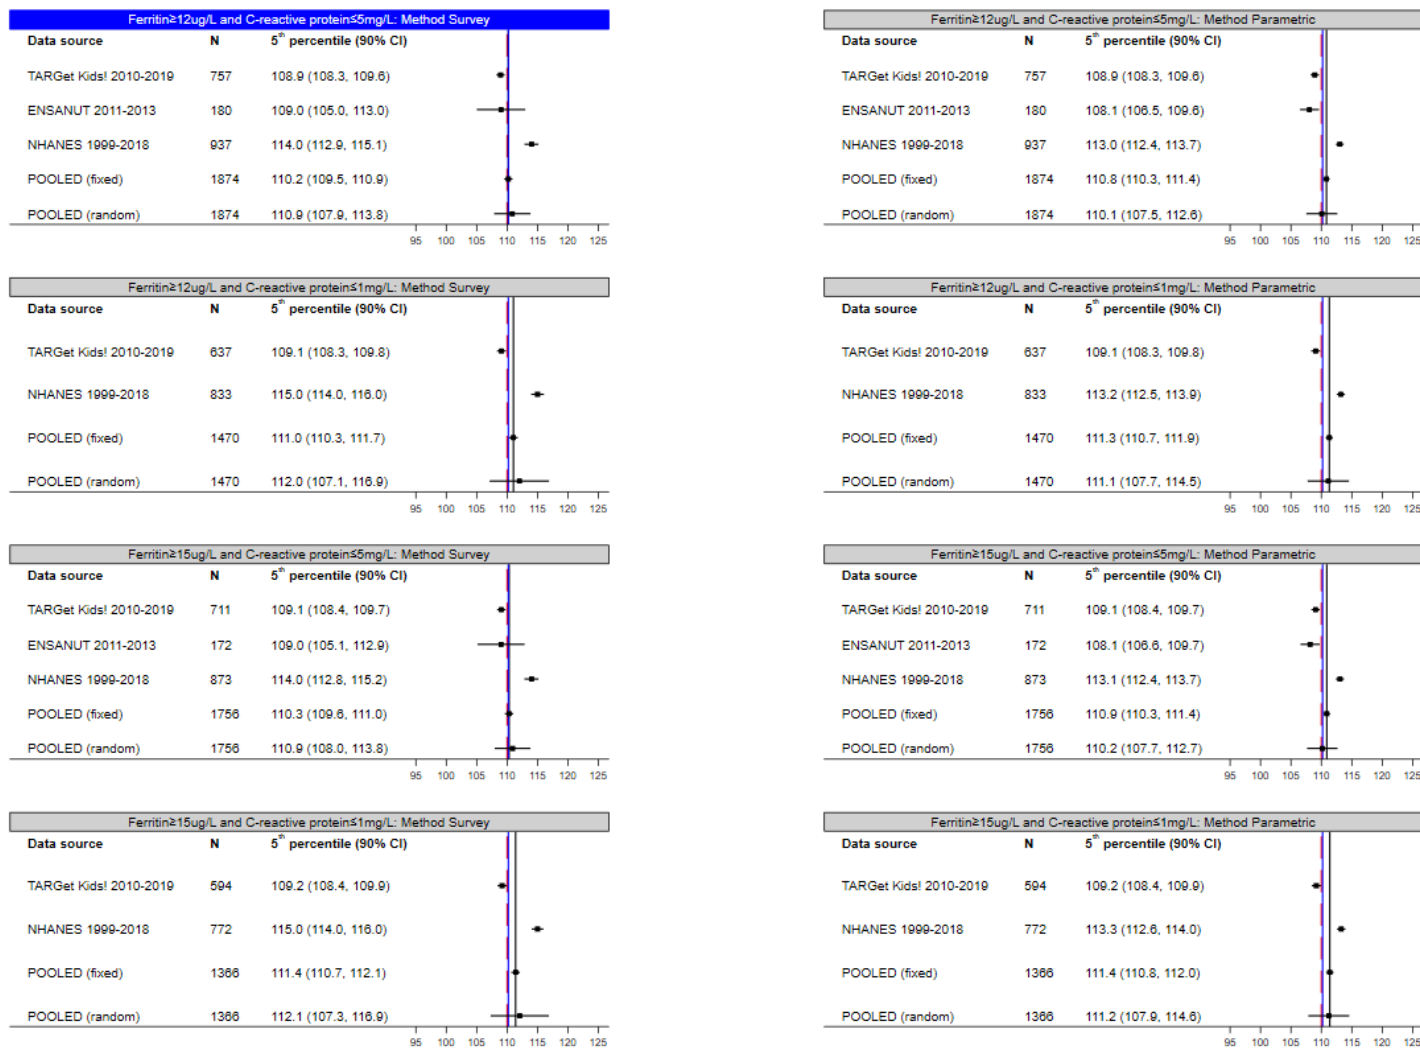 Ferritin≥12ug/L and C-reactive protein≤5mg/L: Method Survey
Data source N 5th percentile (90% CI)
TARGet Kids! 2010-2019 757 108.9 (108.3, 109.6)
ENSANUT 2011-2013 180 109.0 (105.0, 113.0)
NHANES 1999-2018 937 114.0 (112.9, 115.1)
POOLED (fixed) 1874 110.2 (109.5, 110.9)
POOLED (random) 1874 110.9 (107.9, 113.8)
95 100 105 110 115 120 125
Ferritin≥12ug/L and C-reactive protein≤5mg/L: Method Parametric
Data source N 5th percentile (90% CI)
TARGet Kids! 2010-2019 757 108.9 (108.3, 109.6)
ENSANUT 2011-2013 180 108.1 (106.5, 109.6)
NHANES 1999-2018 937 113.0 (112.4, 113.7)
POOLED (fixed) 1874 110.8 (110.3, 111.4)
POOLED (random) 1874 110.1 (107.5, 112.6)
95 100 105 110 115 120 125
Ferritin≥12ug/L and C-reactive protein≤1mg/L: Method Survey
Data source N 5th percentile (90% CI)
TARGet Kids! 2010-2019 637 109.1 (108.3, 109.8)
NHANES 1999-2018 833 115.0 (114.0, 116.0)
POOLED (fixed) 1470 111.0 (110.3, 111.7)
POOLED (random) 1470 112.0 (107.1, 116.9)
95 100 105 110 115 120 125
Ferritin≥12ug/L and C-reactive protein≤1mg/L: Method Parametric
Data source N 5th percentile (90% CI)
TARGet Kids! 2010-2019 637 109.1 (108.3, 109.8)
NHANES 1999-2018 833 113.2 (112.5, 113.9)
POOLED (fixed) 1470 111.3 (110.7, 111.9)
POOLED (random) 1470 111.1 (107.7, 114.5)
95 100 105 110 115 120 125
Ferritin≥15ug/L and C-reactive protein≤5mg/L: Method Survey
Data source N 5th percentile (90% CI)
TARGet Kids! 2010-2019 711 109.1 (108.4, 109.7)
ENSANUT 2011-2013 172 109.0 (105.1, 112.9)
NHANES 1999-2018 873 114.0 (112.8, 115.2)
POOLED (fixed) 1756 110.3 (109.6, 111.0)
POOLED (random) 1756 110.9 (108.0, 113.8)
95 100 105 110 115 120 125
Ferritin≥15ug/L and C-reactive protein≤5mg/L: Method Parametric
Data source N 5th percentile (90% CI)
TARGet Kids! 2010-2019 711 109.1 (108.4, 109.7)
ENSANUT 2011-2013 172 108.1 (106.6, 109.7)
NHANES 1999-2018 873 113.1 (112.4, 113.7)
POOLED (fixed) 1756 110.9 (110.3, 111.4)
POOLED (random) 1756 110.2 (107.7, 112.7)
95 100 105 110 115 120 125
Ferritin≥15ug/L and C-reactive protein≤1mg/L: Method Survey
Data source N 5th percentile (90% CI)
TARGet Kids! 2010-2019 594 109.2 (108.4, 109.9)
NHANES 1999-2018 772 115.0 (114.0, 116.0)
POOLED (fixed) 1366 111.4 (110.7, 112.1)
POOLED (random) 1366 112.1 (107.3, 116.9)
95 100 105 110 115 120 125
Ferritin≥15ug/L and C-reactive protein≤1mg/L: Method Parametric
Data source N 5th percentile (90% CI)
TARGet Kids! 2010-2019 594 109.2 (108.4, 109.9)
NHANES 1999-2018 772 113.3 (112.6, 114.0)
POOLED (fixed) 1366 111.4 (110.8, 112.0)
POOLED (random) 1366 111.2 (107.9, 114.6)
95 100 105 110 115 120 125